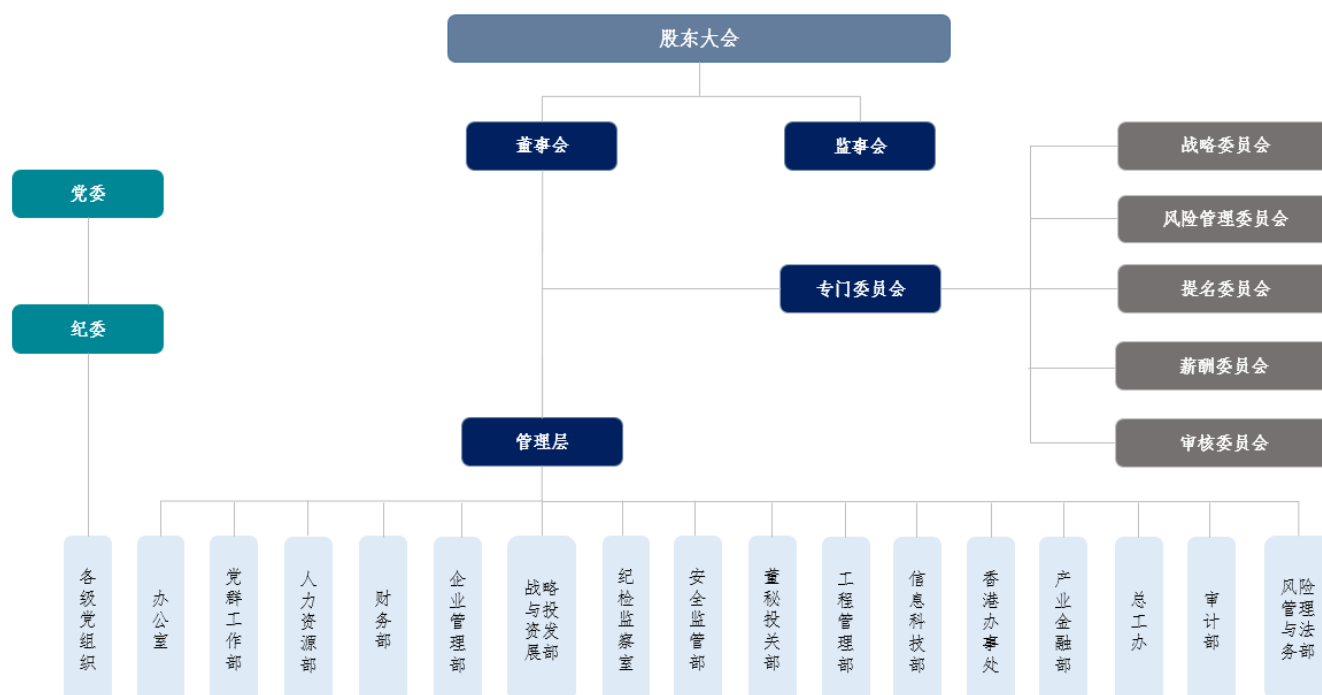 股东大会
董事会
监事会
战略委员会
党委
风险管理委员会
专门委员会
提名委员会
纪委
薪酬委员会
管理层
审核委员会
各级党组织
办公室
党群工作部
人力资源部
财务部
企业管理部
战略与投资发展部
纪检监察室
安全监管部
董秘投关部
工程管理部
信息科技部
香港办事处
产业金融部
总工办
审计部
风险管理与法务部